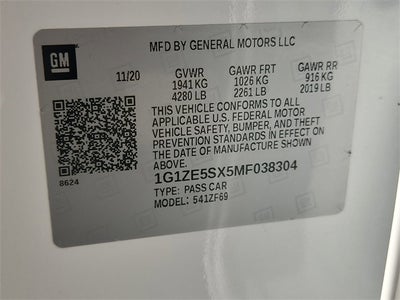 GM
MFD BY GENERAL MOTORS LLC
11/20 GVWR GAWR FRT GAWR RR
1941 KG 1026 KG 916 KG
4280 LB 2261 LB 2019 LB
THIS VEHICLE CONFORMS TO ALL
APPLICABLE U.S. FEDERAL MOTOR
VEHICLE SAFETY, BUMPER, AND THEFT
PREVENTION STANDARDS IN EFFECT ON
THE DATE OF MANUFACTURE SHOWN
ABOVE.
8624
1G1ZE5SX5MF038304
TYPE: PASS CAR
MODEL: 541ZF69